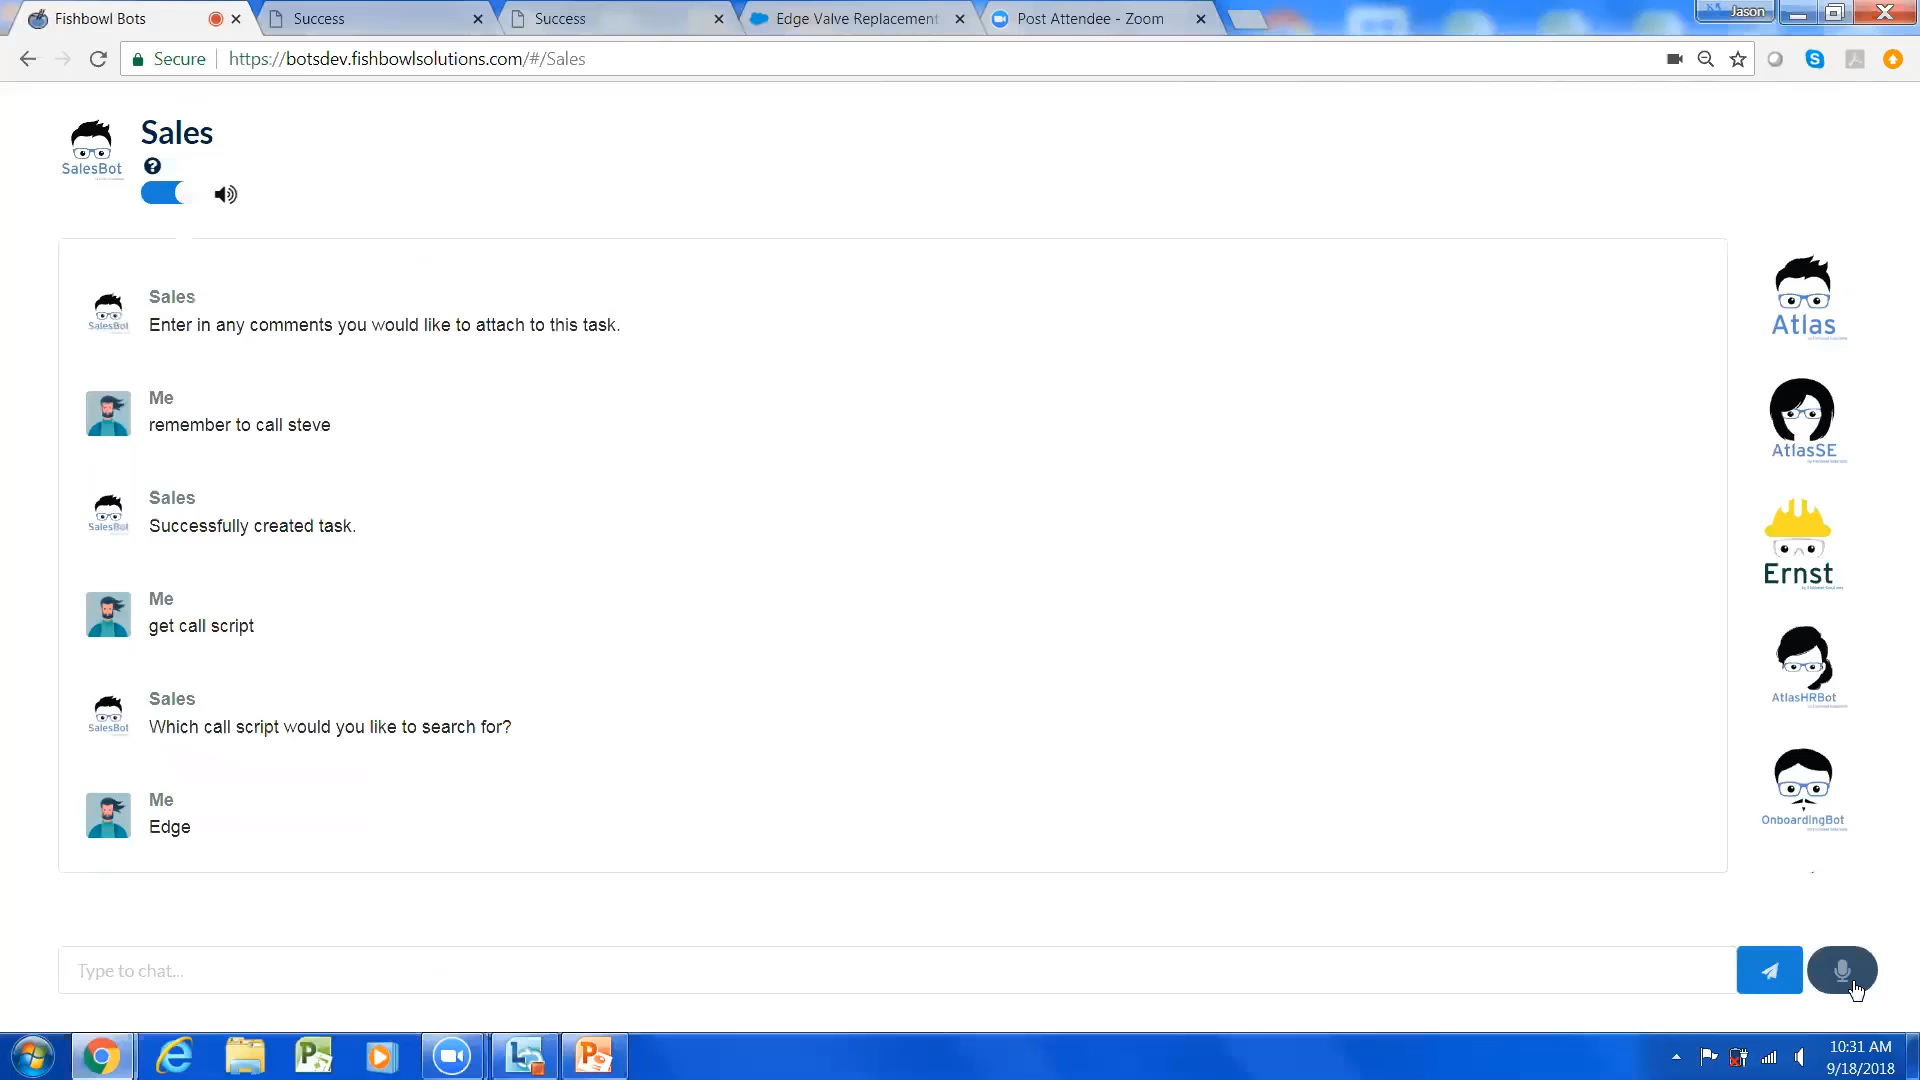 Fishbowl Bots
Success
Success
Edge Valve Replacement
Post Attendee - Zoom
Jason
Secure
https://botsdev.fishbowlsolutions.com/#/Sales
SalesBot
Sales
?
Sales
Enter in any comments you would like to attach to this task.
SalesBot
Me
remember to call steve
Sales
Successfully created task.
SalesBot
Me
get call script
Sales
Which call script would you like to search for?
SalesBot
Me
Edge
Atlas
AtlasSE
Ernst
AtlasHRBot
OnboardingBot
Type to chat...
10:31 AM
9/18/2018